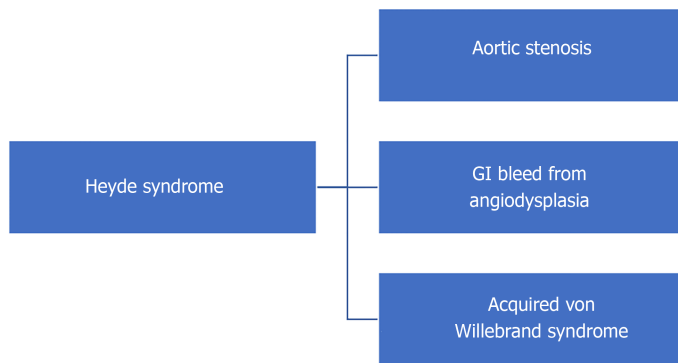 Heyde syndrome
Aortic stenosis
GI bleed from
angiodysplasia
Acquired von
Willebrand syndrome